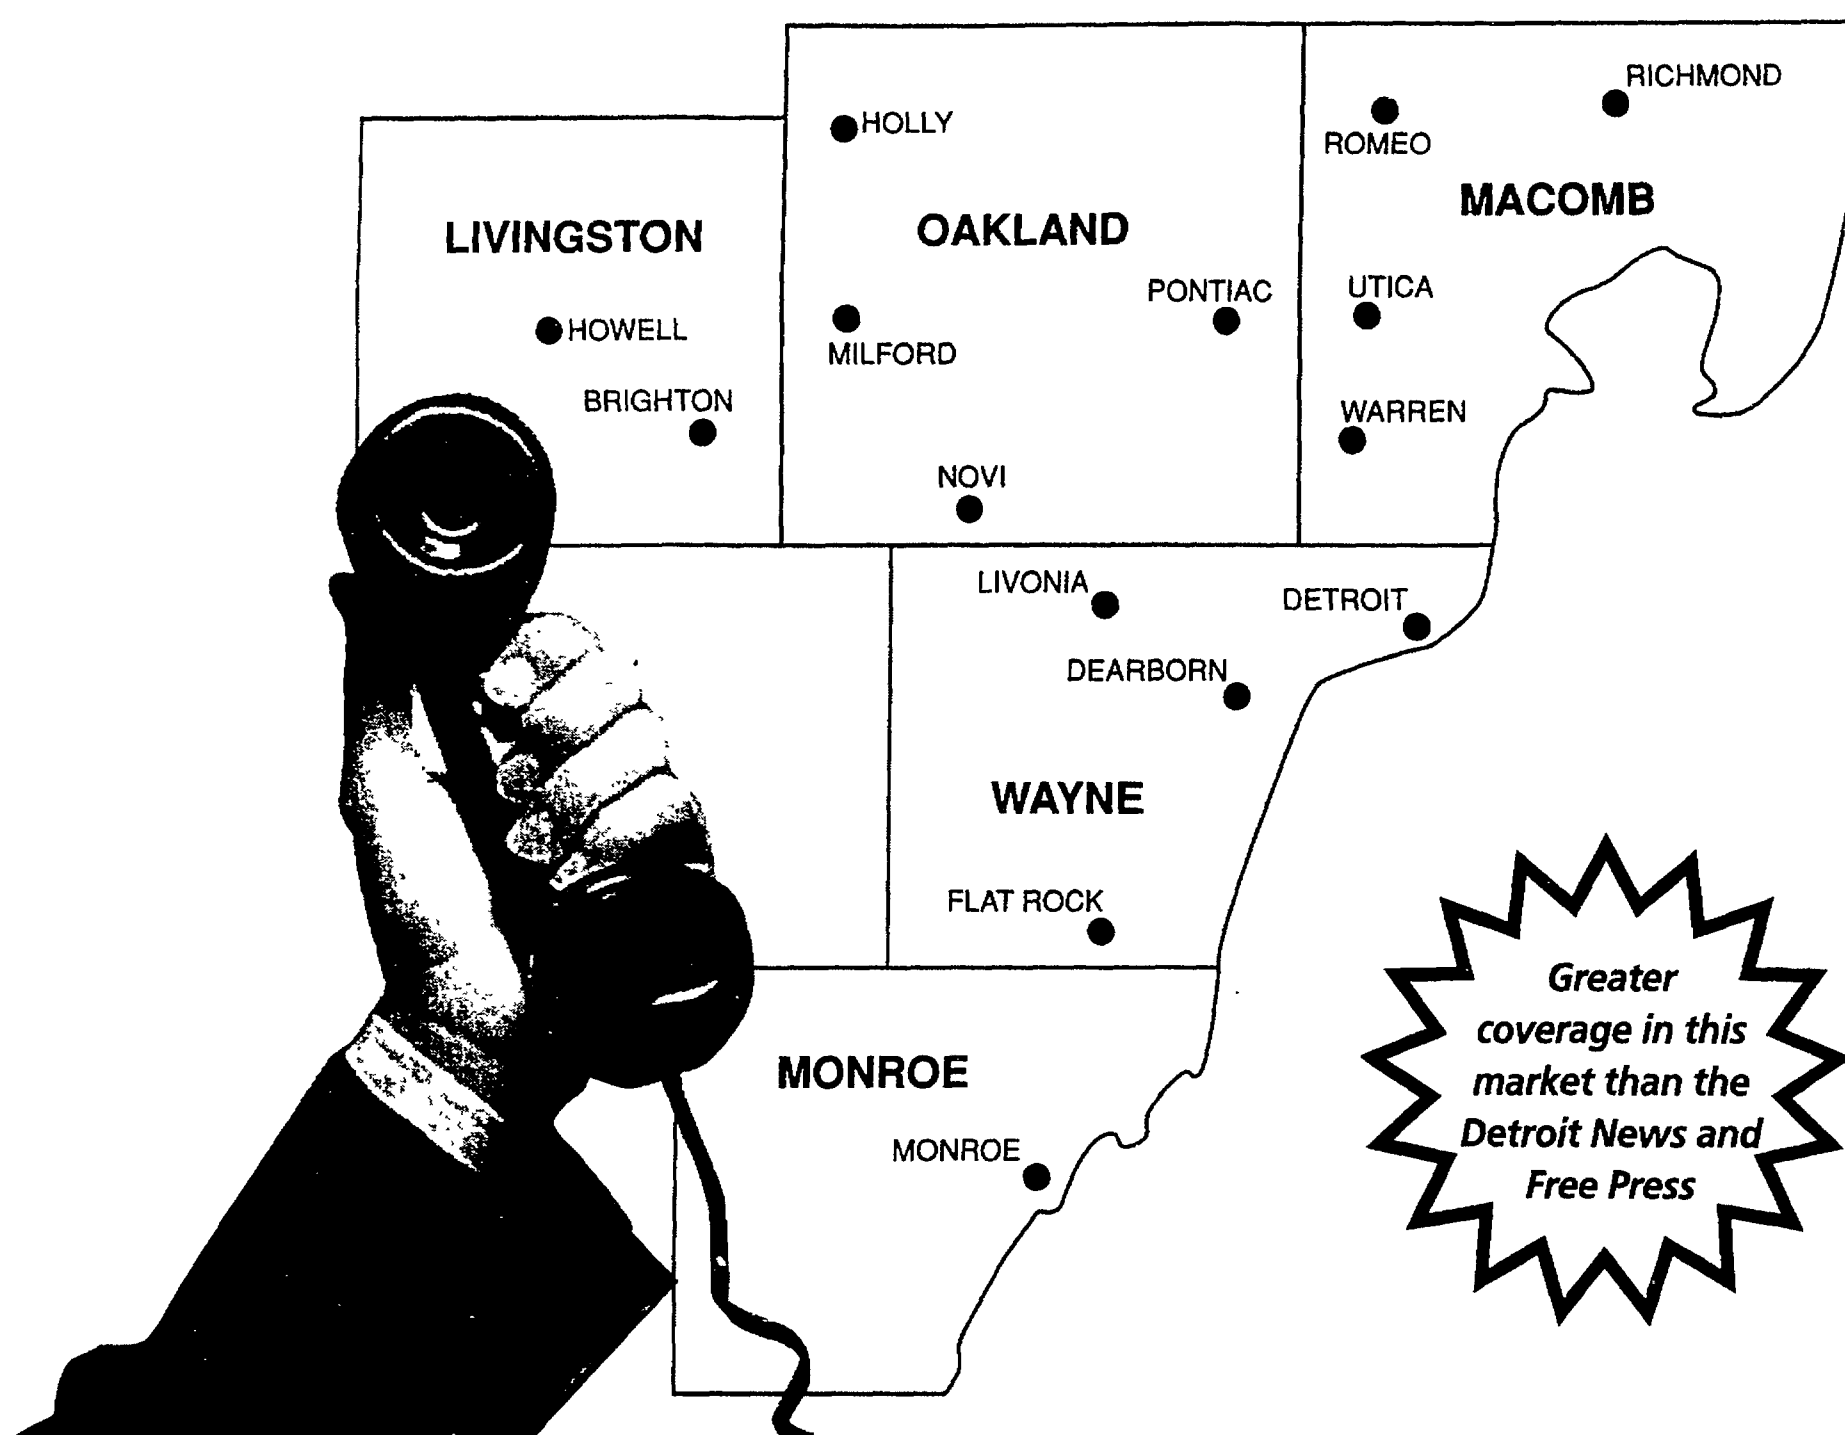 RICHMOND
HOLLY
ROMEO
MACOMB
LIVINGSTON
OAKLAND
PONTIAC
UTICA
HOWELL
MILFORD
BRIGHTON
WARREN
NOVI
LIVONIA
DETROIT
DEARBORN
WAYNE
FLAT ROCK
MONROE
MONROE
Greater
coverage in this
market than the
Detroit News and
Free Press